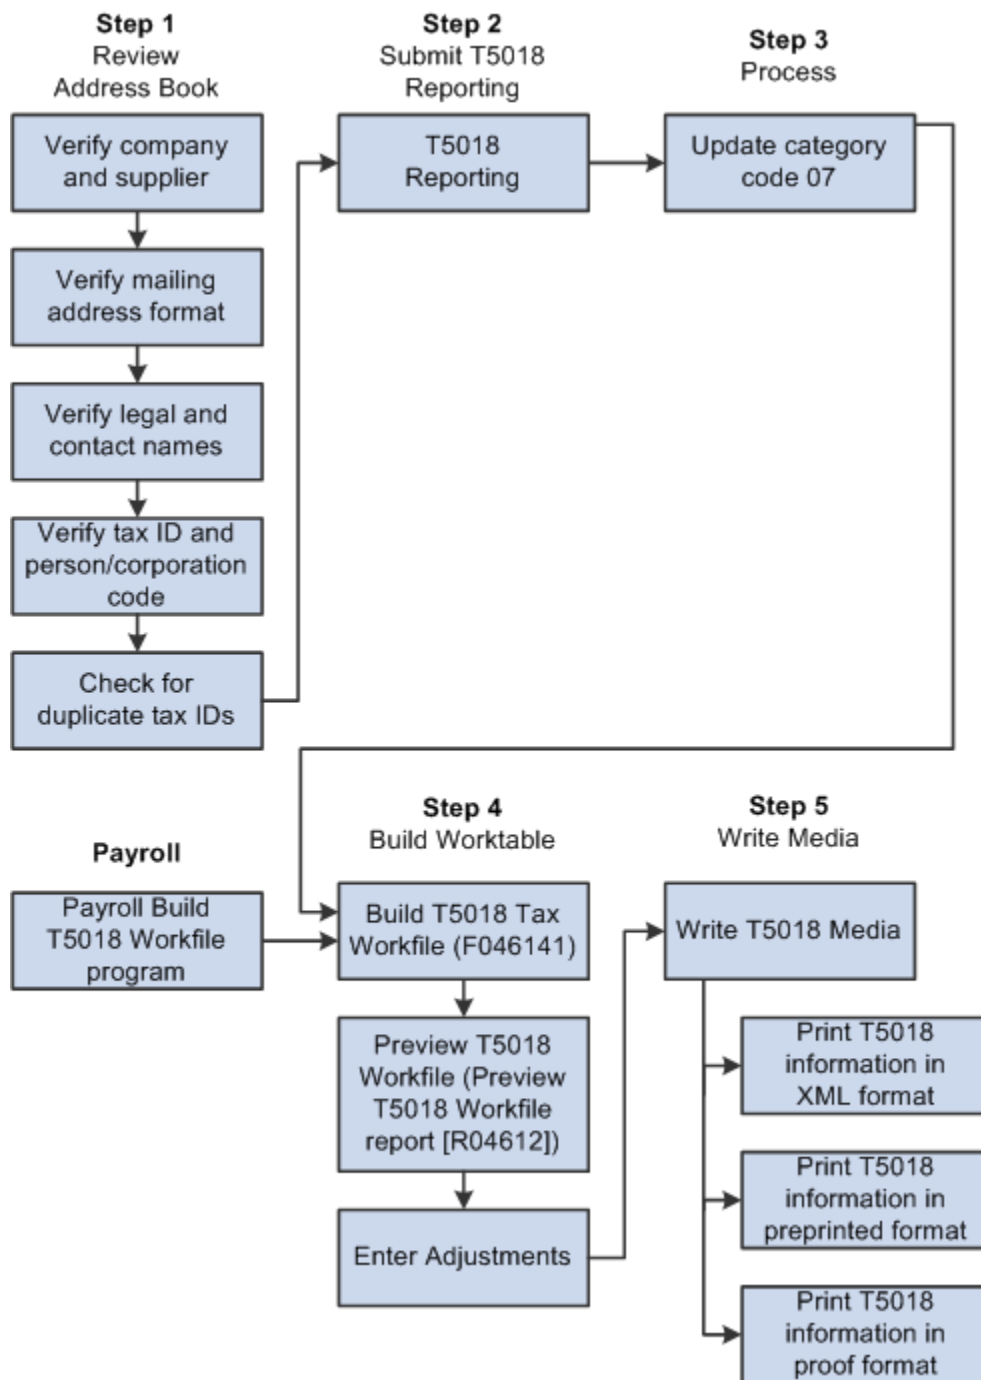 Step 1
Review
Address Book
Verify company
and supplier
Verify mailing
address format
Verify legal and
contact names
Verify tax ID and
person/corporation
code
Check for
duplicate tax IDs
Step 2
Submit T5018
Reporting
T5018
Reporting
Step 3
Process
Update category
code 07
Payroll
Payroll Build
T5018 Workfile
program
Step 4
Build Worktable
Build T5018 Tax
Workfile (F046141)
Preview T5018
Workfile (Preview
T5018 Workfile
report [R04612])
Enter Adjustments
Step 5
Write Media
Write T5018 Media
Print T5018
information in
XML format
Print T5018
information in
preprinted format
Print T5018
information in
proof format